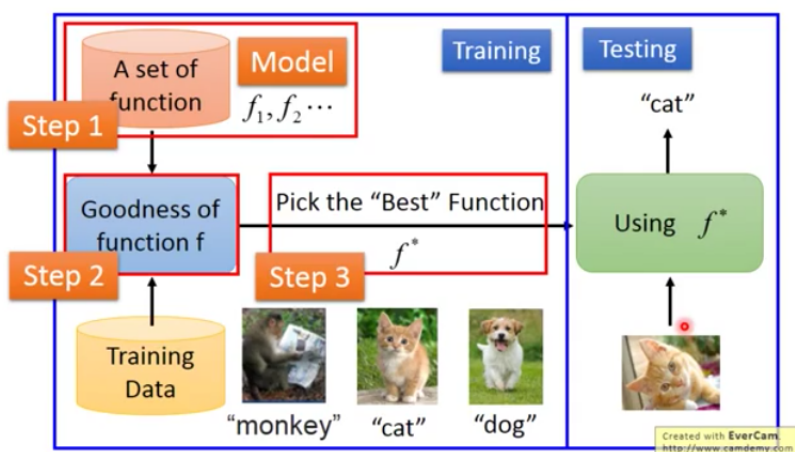 A set of
function
Model
f₁, f₂ ⋯
Step 1
Training
Testing
"cat"
Goodness of
function f
Step 2
Pick the "Best" Function
f*
Step 3
Using f*
Training
Data
"monkey"
"cat"
"dog"
Created with EverCam.
http://www.camdemy.com